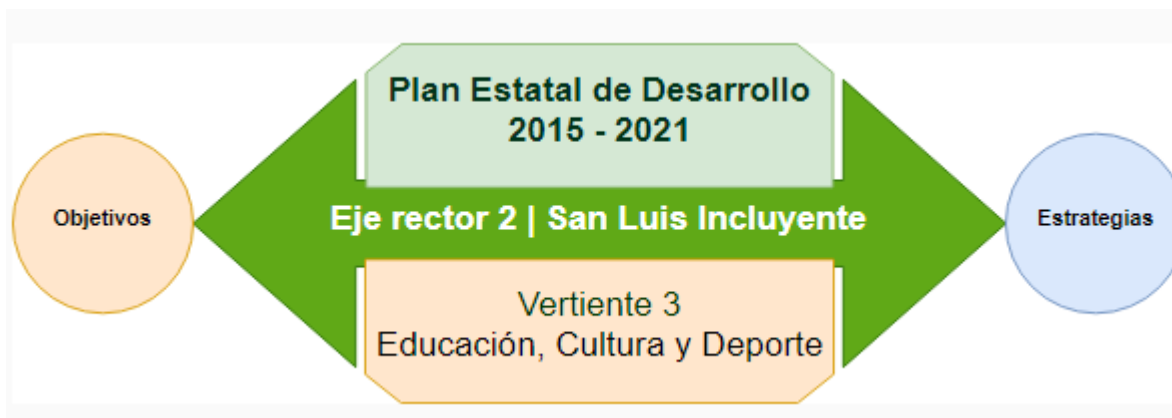 Plan Estatal de Desarrollo
2015 - 2021
Objetivos
Eje rector 2 | San Luis Incluyente
Estrategias
Vertiente 3
Educación, Cultura y Deporte